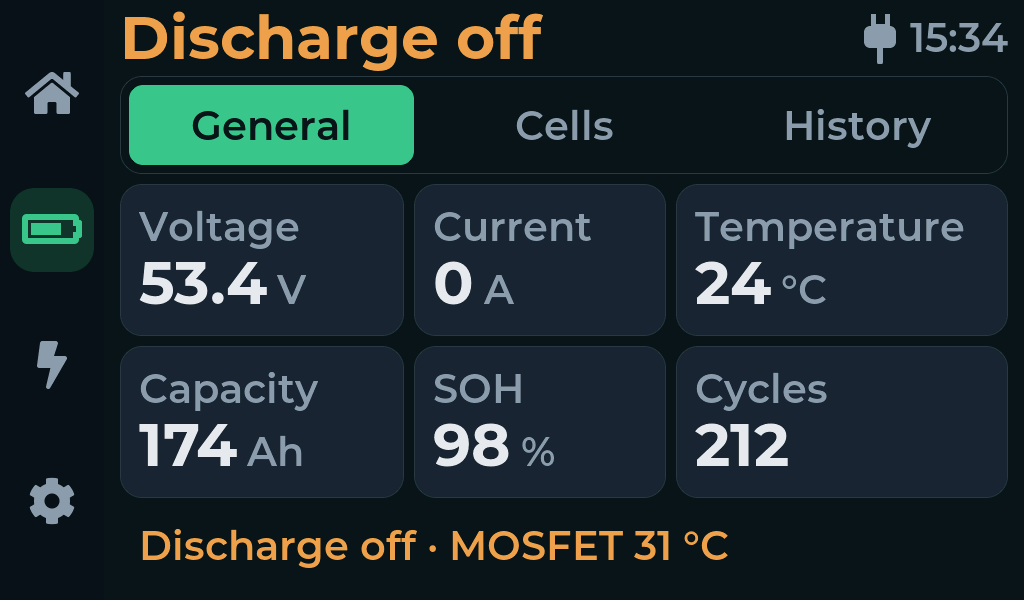 Discharge off
15:34
General Cells History
Voltage Current Temperature
53.4 V 0 A 24 °C
Capacity SOH Cycles
174 Ah 98 % 212
Discharge off · MOSFET 31 °C